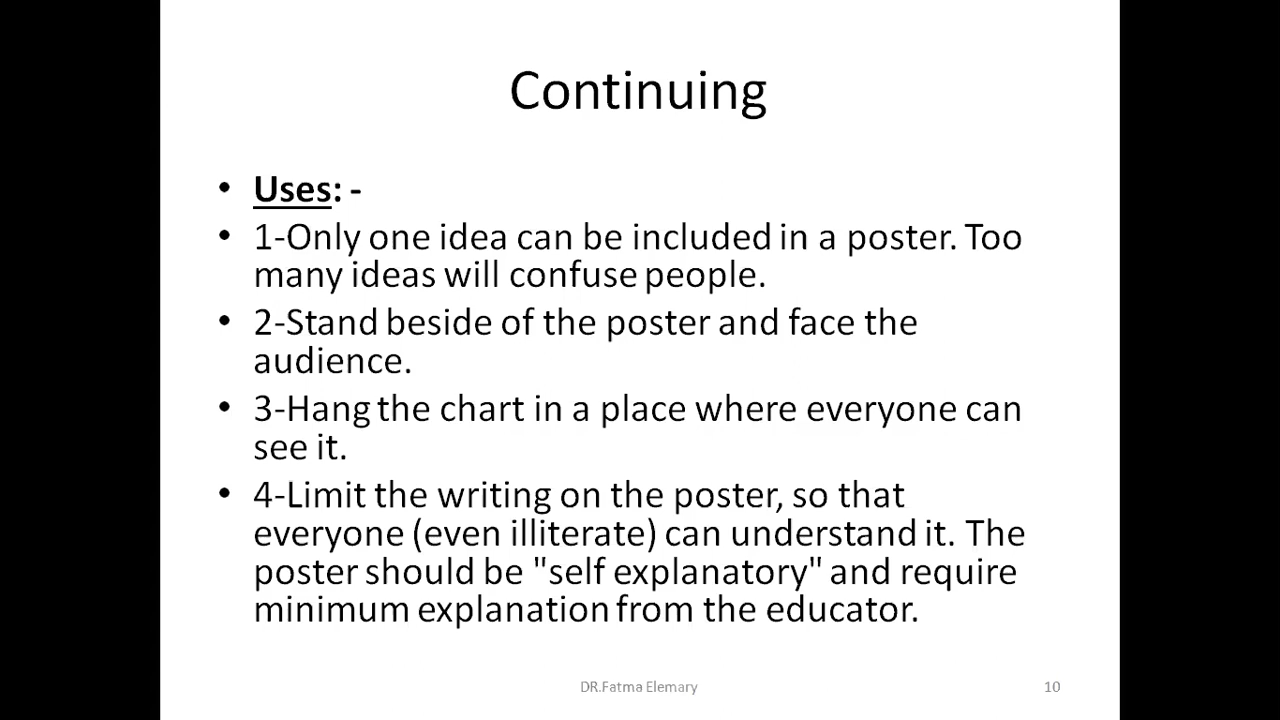 Continuing
• Uses: -
• 1-Only one idea can be included in a poster. Too
many ideas will confuse people.
• 2-Stand beside of the poster and face the
audience.
• 3-Hang the chart in a place where everyone can
see it.
• 4-Limit the writing on the poster, so that
everyone (even illiterate) can understand it. The
poster should be "self explanatory" and require
minimum explanation from the educator.
DR.Fatma Elemary
10